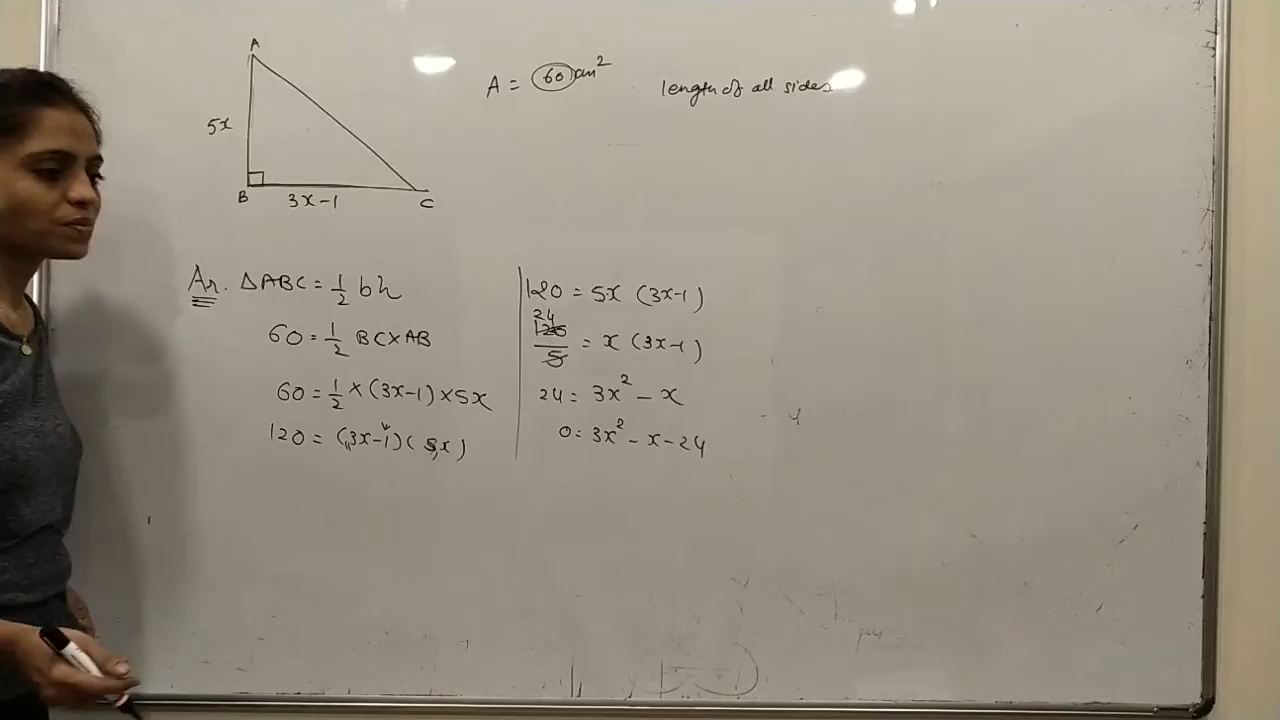 A
5x
B
3x-1
C
A = 60 cm²
length of all sides
Ar. △ABC = 1/2 bh
60 = 1/2 BC×AB
60 = 1/2 × (3x-1) × 5x
120 = (3x-1)(5x)
120 = 5x (3x-1)
24
120/5 = x (3x-1)
24 = 3x² - x
0 = 3x² - x - 24